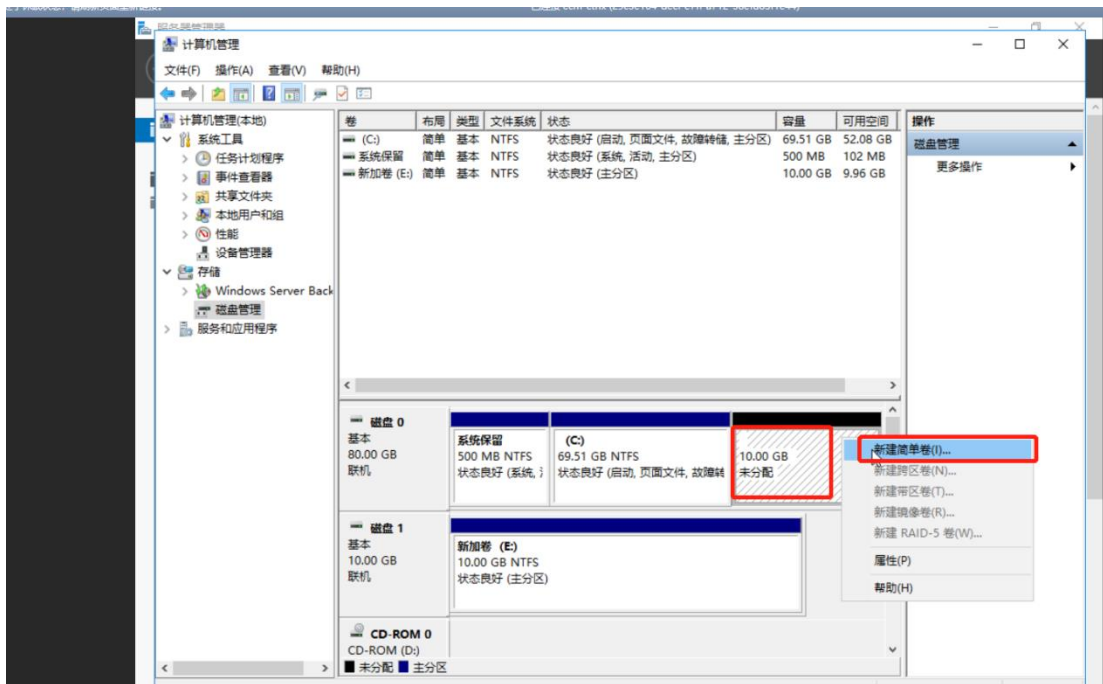 服务器管理器
计算机管理
文件(F) 操作(A) 查看(V) 帮助(H)
计算机管理(本地)
系统工具
任务计划程序
事件查看器
共享文件夹
本地用户和组
性能
设备管理器
存储
Windows Server Back
磁盘管理
服务和应用程序
卷 布局 类型 文件系统 状态 容量 可用空间
(C:) 简单 基本 NTFS 状态良好 (启动, 页面文件, 故障转储, 主分区) 69.51 GB 52.08 GB
系统保留 简单 基本 NTFS 状态良好 (系统, 活动, 主分区) 500 MB 102 MB
新加卷 (E:) 简单 基本 NTFS 状态良好 (主分区) 10.00 GB 9.96 GB
操作
磁盘管理
更多操作
磁盘 0
基本
80.00 GB
联机
系统保留
500 MB NTFS
状态良好 (系统,
(C:)
69.51 GB NTFS
状态良好 (启动, 页面文件, 故障转
10.00 GB
未分配
新建简单卷(I)...
新建跨区卷(N)...
新建带区卷(T)...
新建镜像卷(R)...
新建 RAID-5 卷(W)...
属性(P)
帮助(H)
磁盘 1
基本
10.00 GB
联机
新加卷 (E:)
10.00 GB NTFS
状态良好 (主分区)
CD-ROM 0
CD-ROM (D:)
未分配 主分区